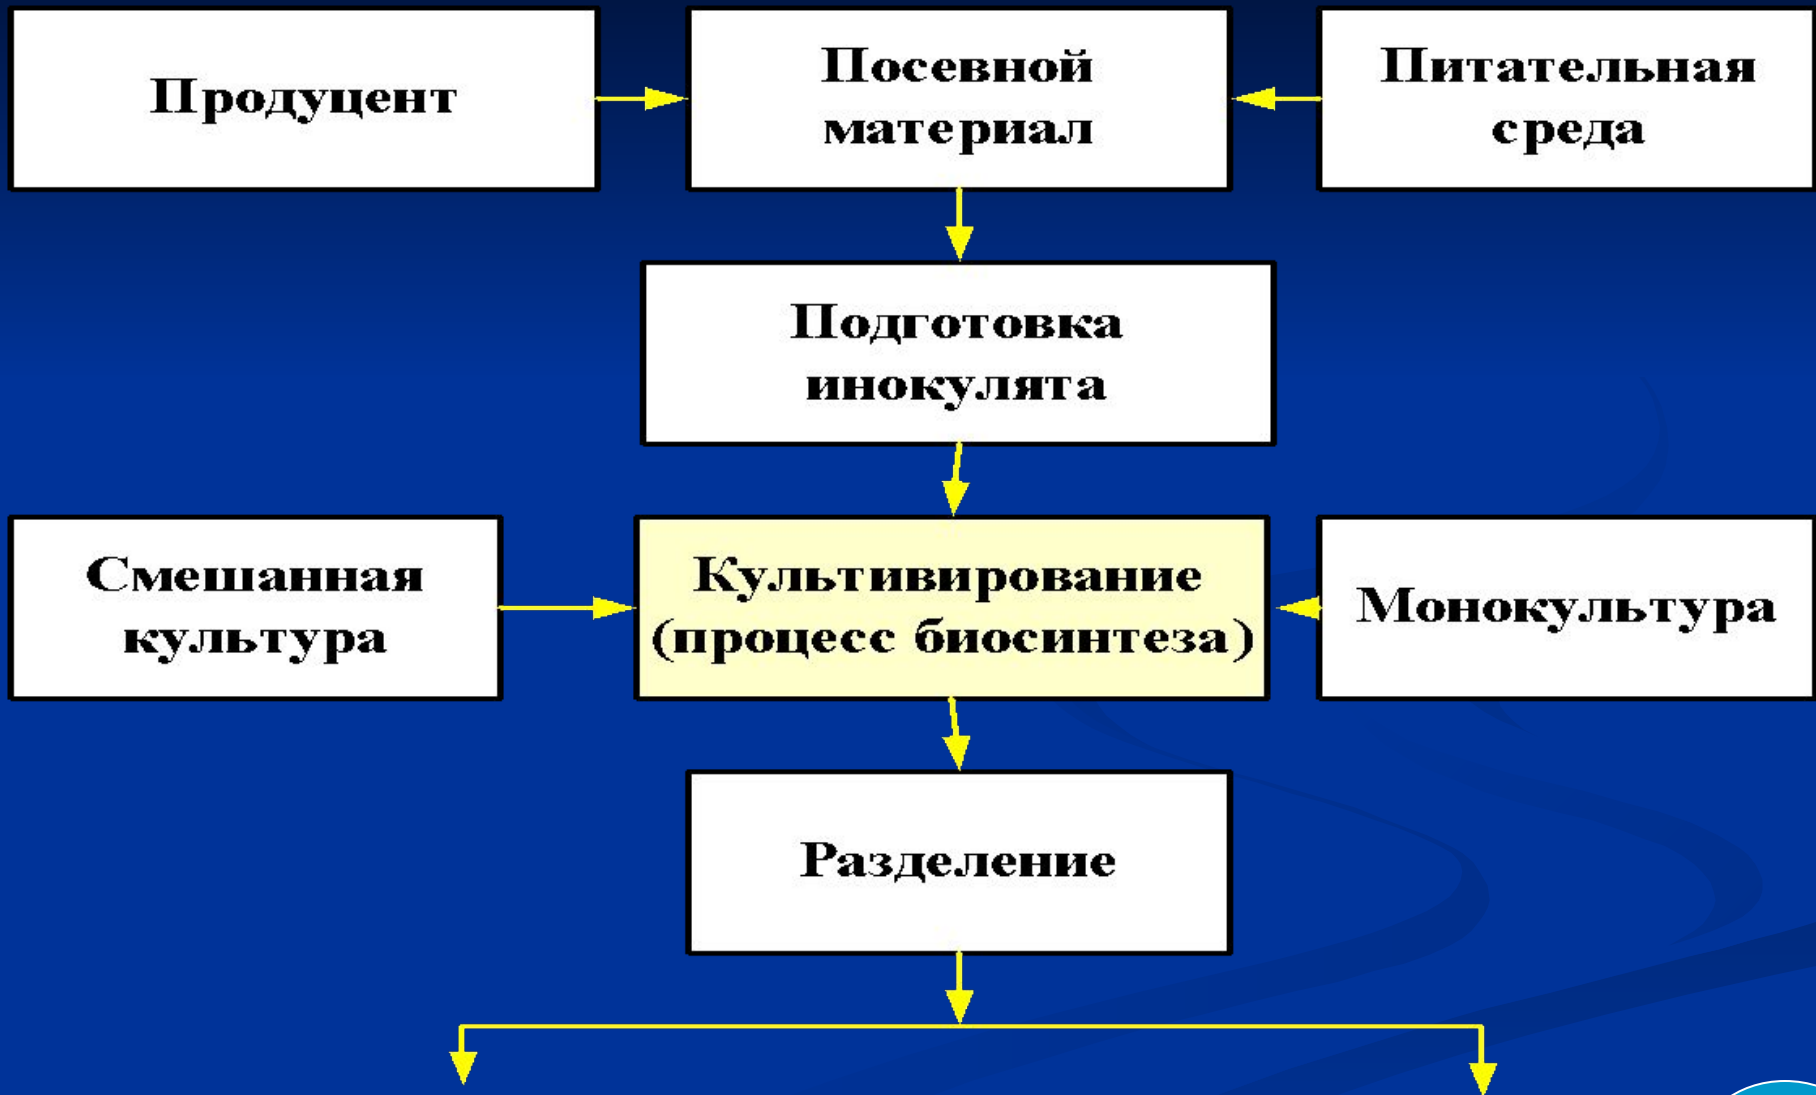 Продуцент
Посевной
материал
Питательная
среда
Подготовка
инокулята
Смешанная
культура
Культивирование
(процесс биосинтеза)
Монокультура
Разделение